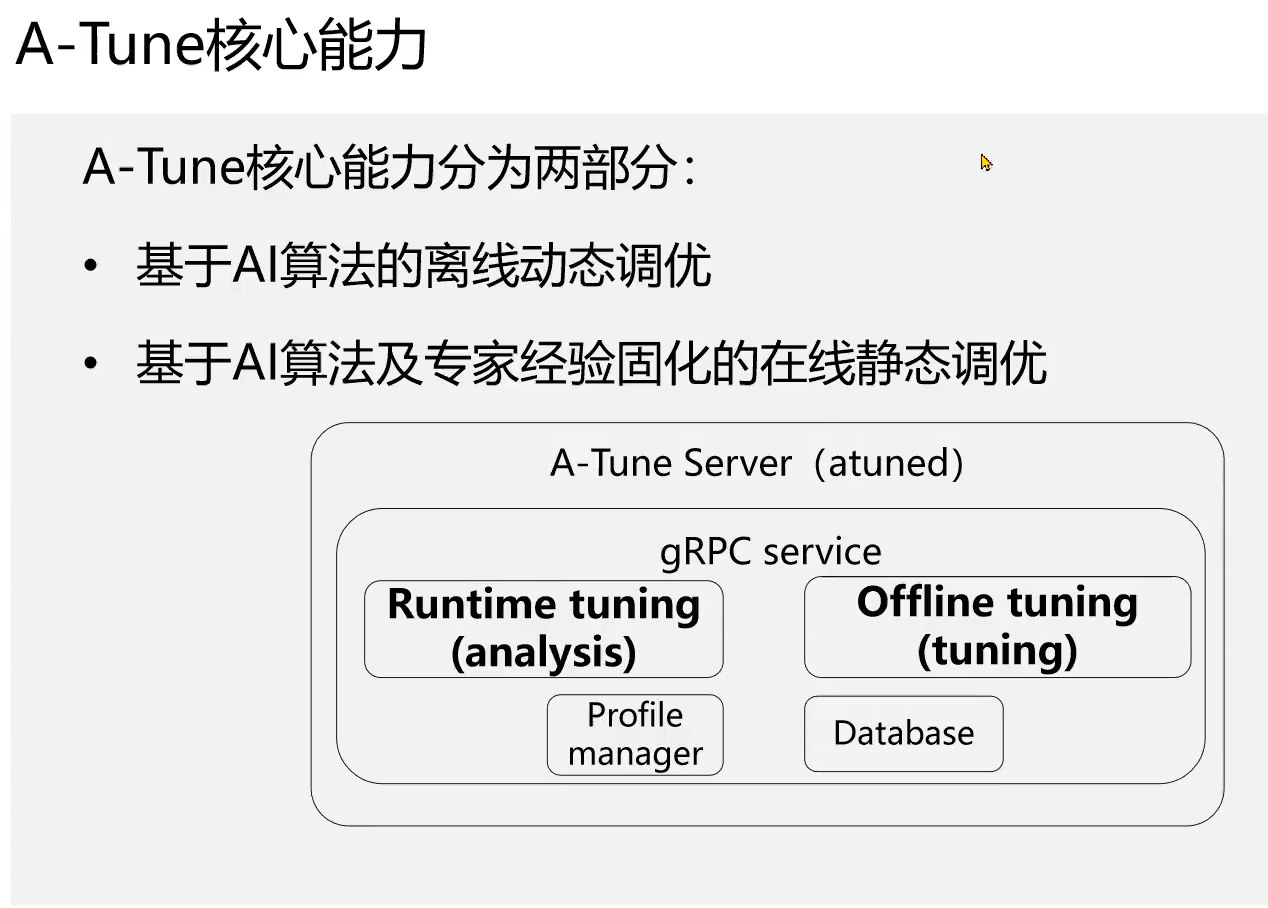 A-Tune核心能力
A-Tune核心能力分为两部分：
• 基于AI算法的离线动态调优
• 基于AI算法及专家经验固化的在线静态调优
A-Tune Server（atuned）
gRPC service
Runtime tuning
(analysis)
Offline tuning
(tuning)
Profile
manager
Database